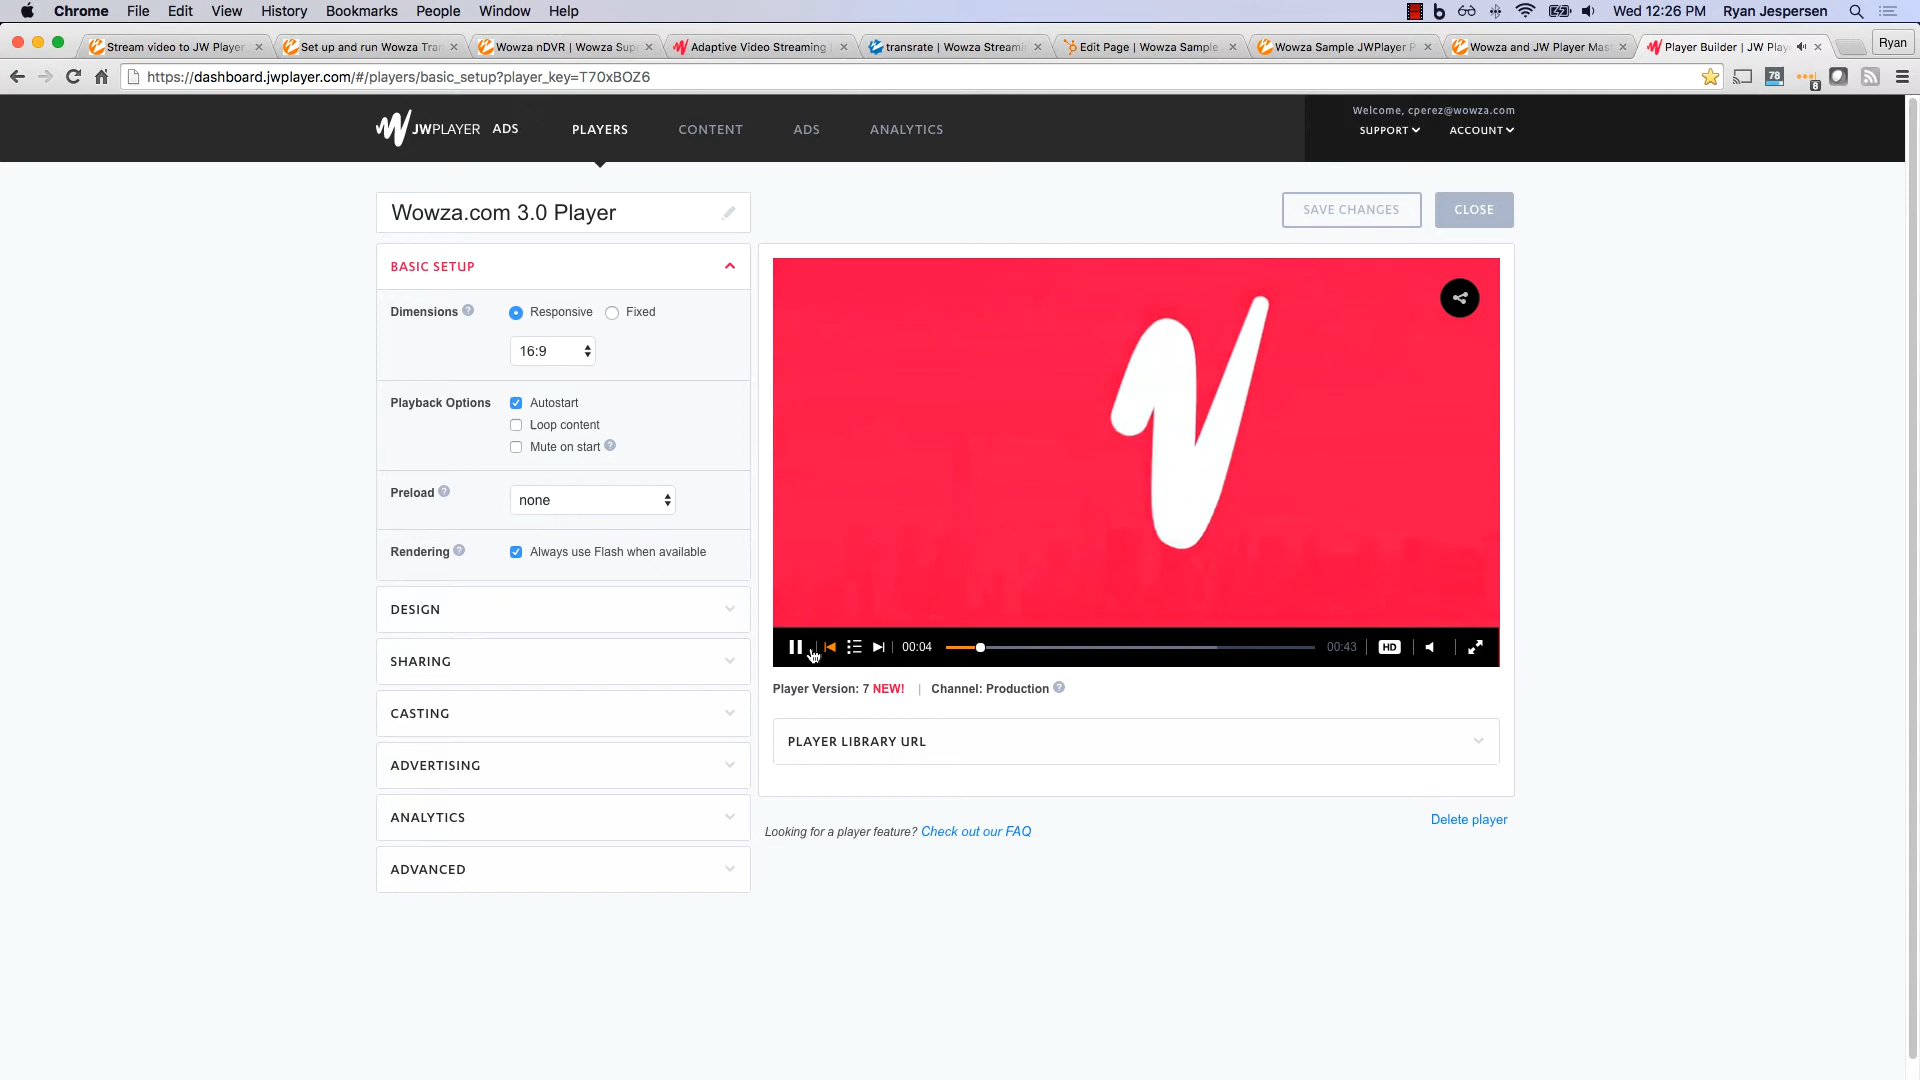 Chrome File Edit View History Bookmarks People Window Help Wed 12:26 PM Ryan Jespersen
Stream video to JW Player
Set up and run Wowza Tra
Wowza nDVR | Wowza Sup
Adaptive Video Streaming
transrate | Wowza Streami
Edit Page | Wowza Sample
Wowza Sample JWPlayer P
Wowza and JW Player Mas
Player Builder | JW Play
Ryan
https://dashboard.jwplayer.com/#/players/basic_setup?player_key=T70xBOZ6
78
8
JWPLAYER ADS
PLAYERS
CONTENT
ADS
ANALYTICS
Welcome, cperez@wowza.com
SUPPORT
ACCOUNT
Wowza.com 3.0 Player
SAVE CHANGES
CLOSE
BASIC SETUP
Dimensions ?
Responsive
Fixed
16:9
Playback Options
Autostart
Loop content
Mute on start ?
Preload ?
none
Rendering ?
Always use Flash when available
DESIGN
SHARING
CASTING
ADVERTISING
ANALYTICS
ADVANCED
00:04
00:43
HD
Player Version: 7 NEW! | Channel: Production ?
PLAYER LIBRARY URL
Looking for a player feature? Check out our FAQ
Delete player